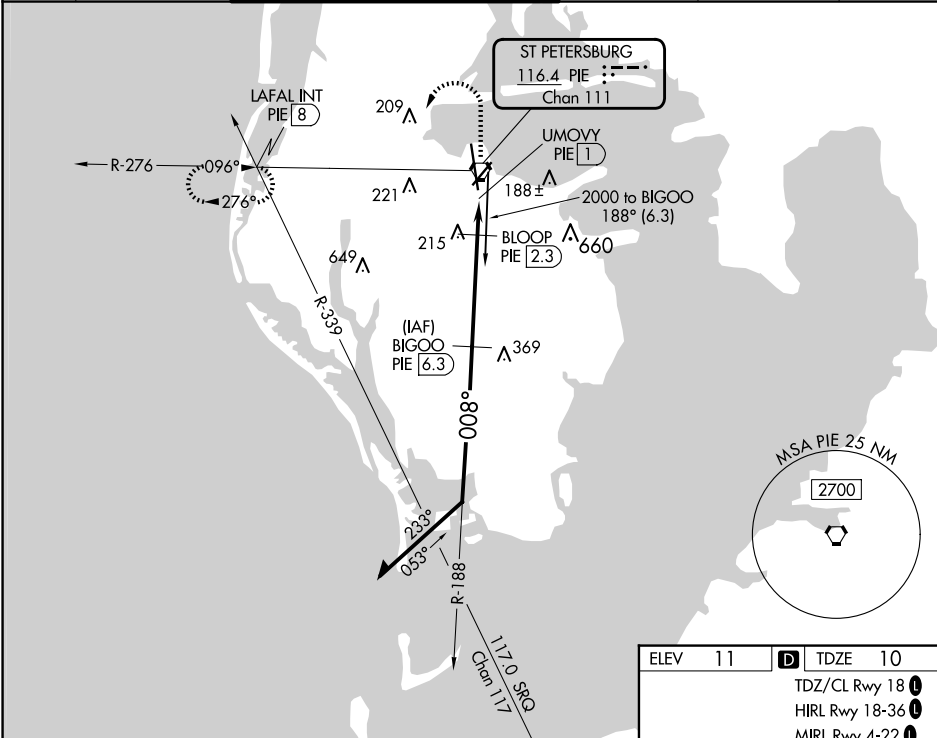 ST PETERSBURG
116.4 PIE
Chan 111
LAFAL INT
PIE 8
209
UMOVY
PIE 1
R-276
096°
276°
221
188±
2000 to BIGOO
188° (6.3)
215
BLOOP
PIE 2.3
660
649
R-339
(IAF)
BIGOO
PIE 6.3
369
008°
MSA PIE 25 NM
2700
233°
053°
R-188
117.0 SRQ
Chan 117
ELEV 11 D TDZE 10
TDZ/CL Rwy 18 L
HIRL Rwy 18-36 L
MIRL Rwy 4-22 L